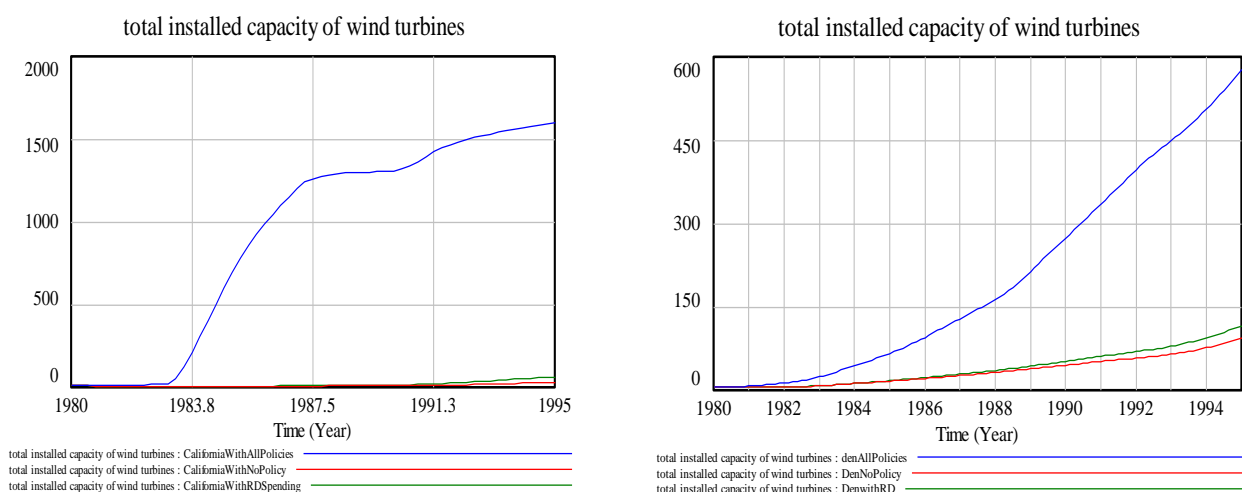 total installed capacity of wind turbines
2000
1500
1000
500
0
1980 1983.8 1987.5 1991.3 1995
Time (Year)
total installed capacity of wind turbines : CaliforniaWithAllPolicies
total installed capacity of wind turbines : CaliforniaWithNoPolicy
total installed capacity of wind turbines : CaliforniaWithRDSpending
total installed capacity of wind turbines
600
450
300
150
0
1980 1982 1984 1986 1988 1990 1992 1994
Time (Year)
total installed capacity of wind turbines : denAllPolicies
total installed capacity of wind turbines : DenNoPolicy
total installed capacity of wind turbines : DenwithRD